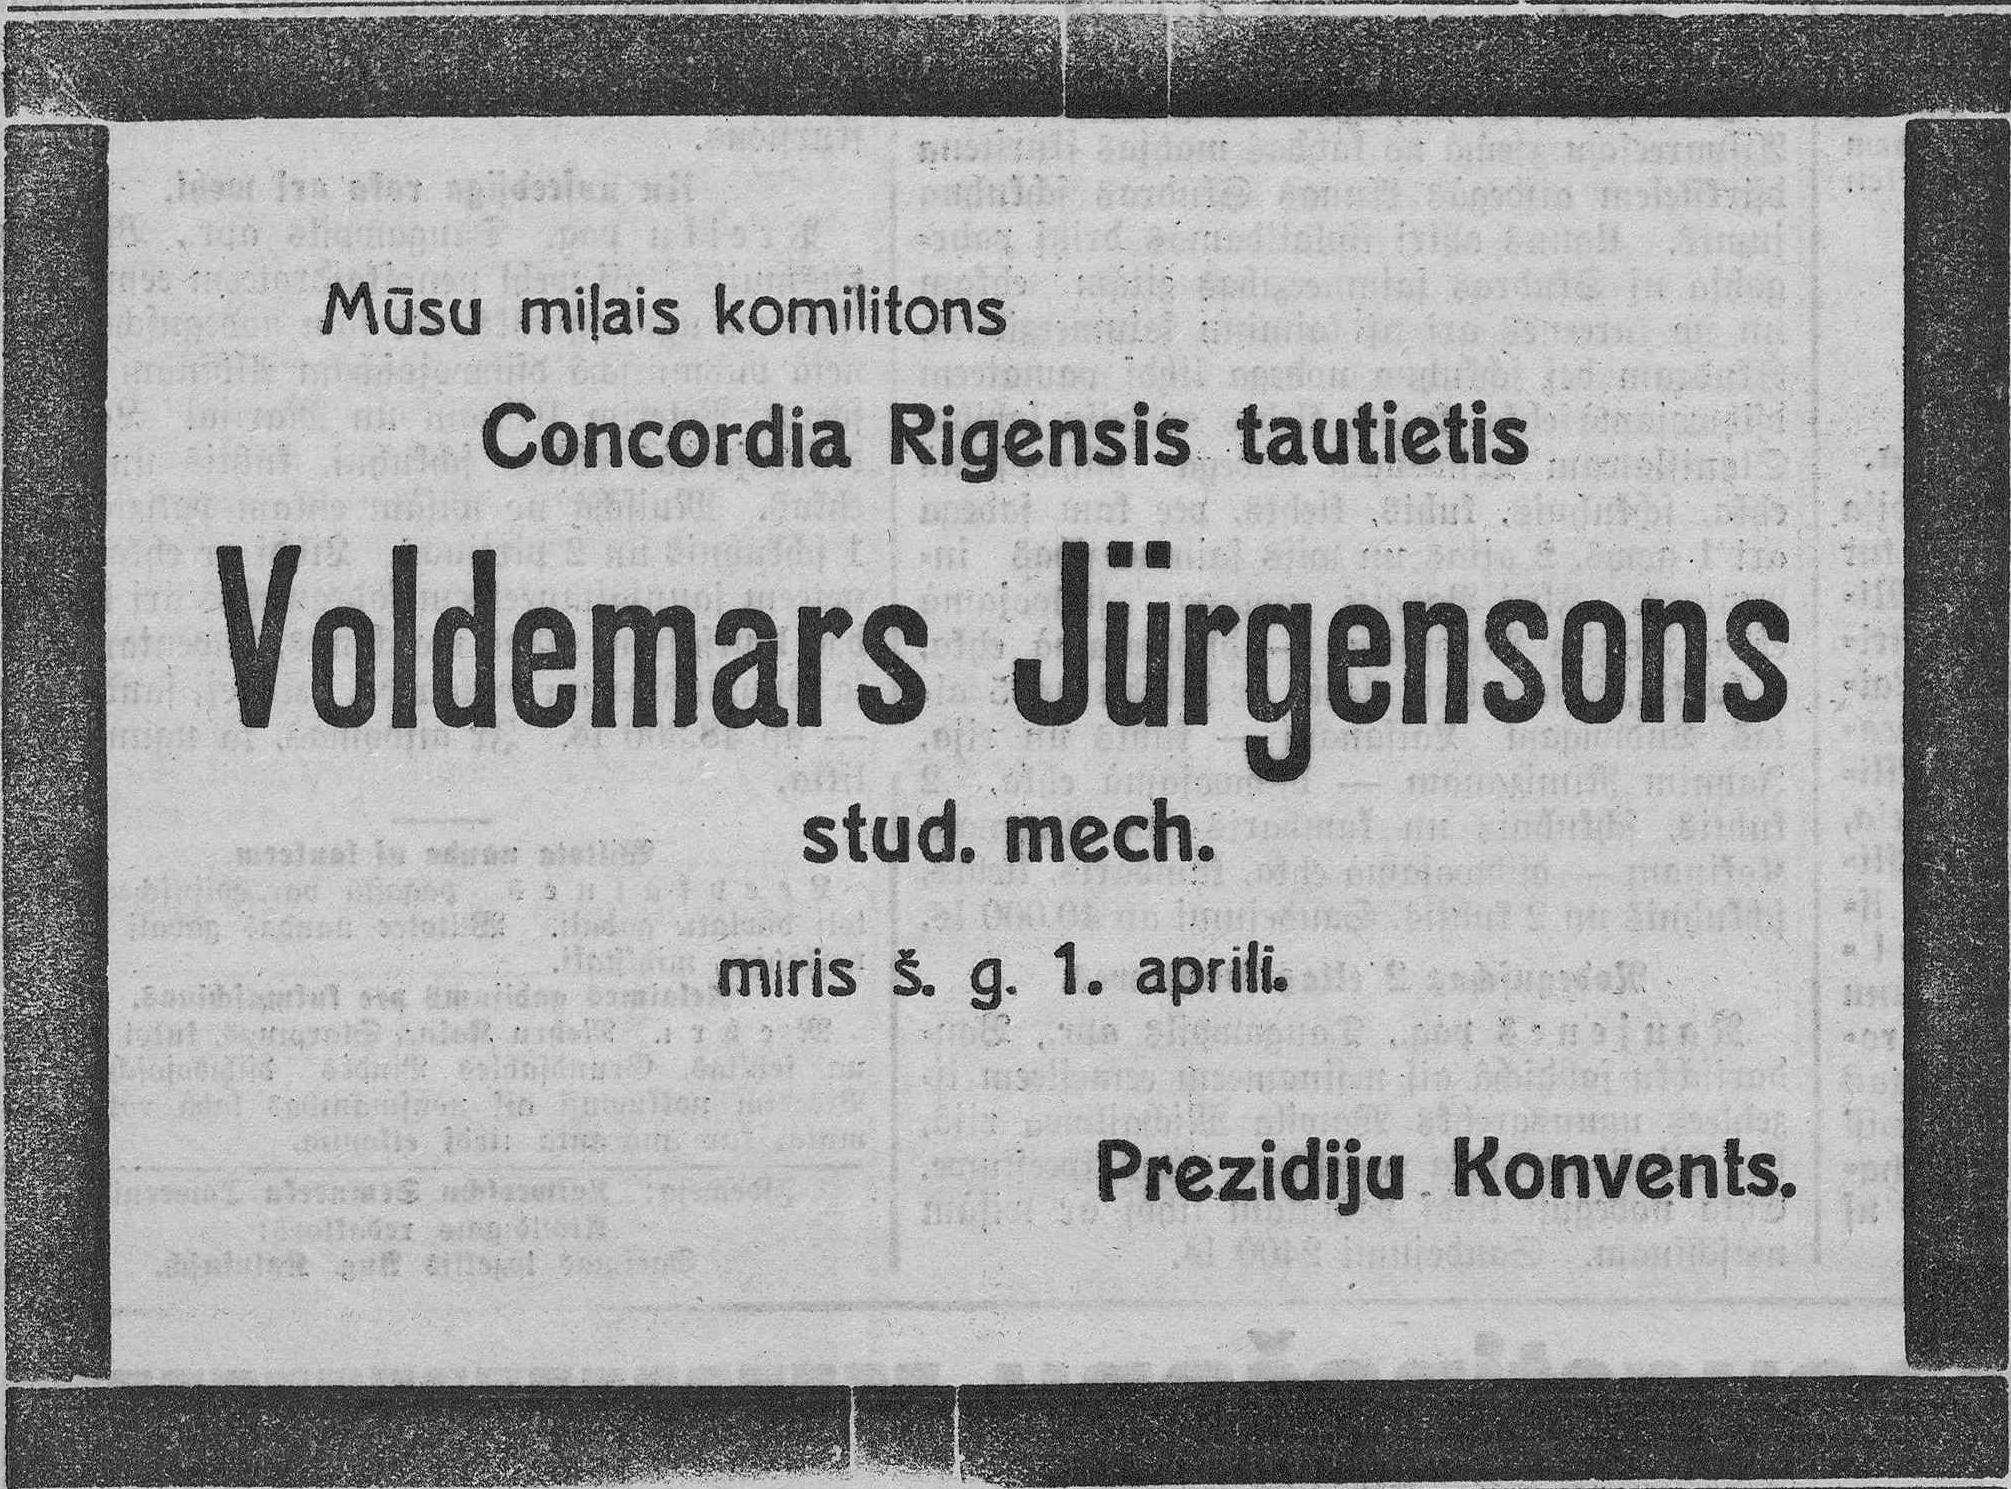 Mūsu miļais komilitons
Concordia Rigensis tautietis
Voldemars Jürgensons
stud. mech.
miris š. g. 1. aprilī.
Prezidiju Konvents.